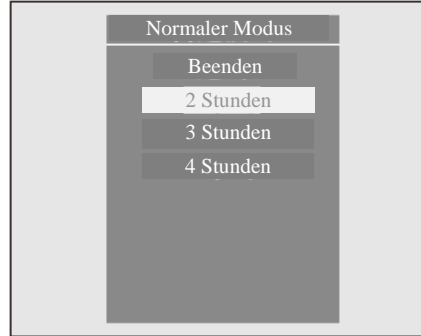 Normaler Modus
Beenden
2 Stunden
3 Stunden
4 Stunden